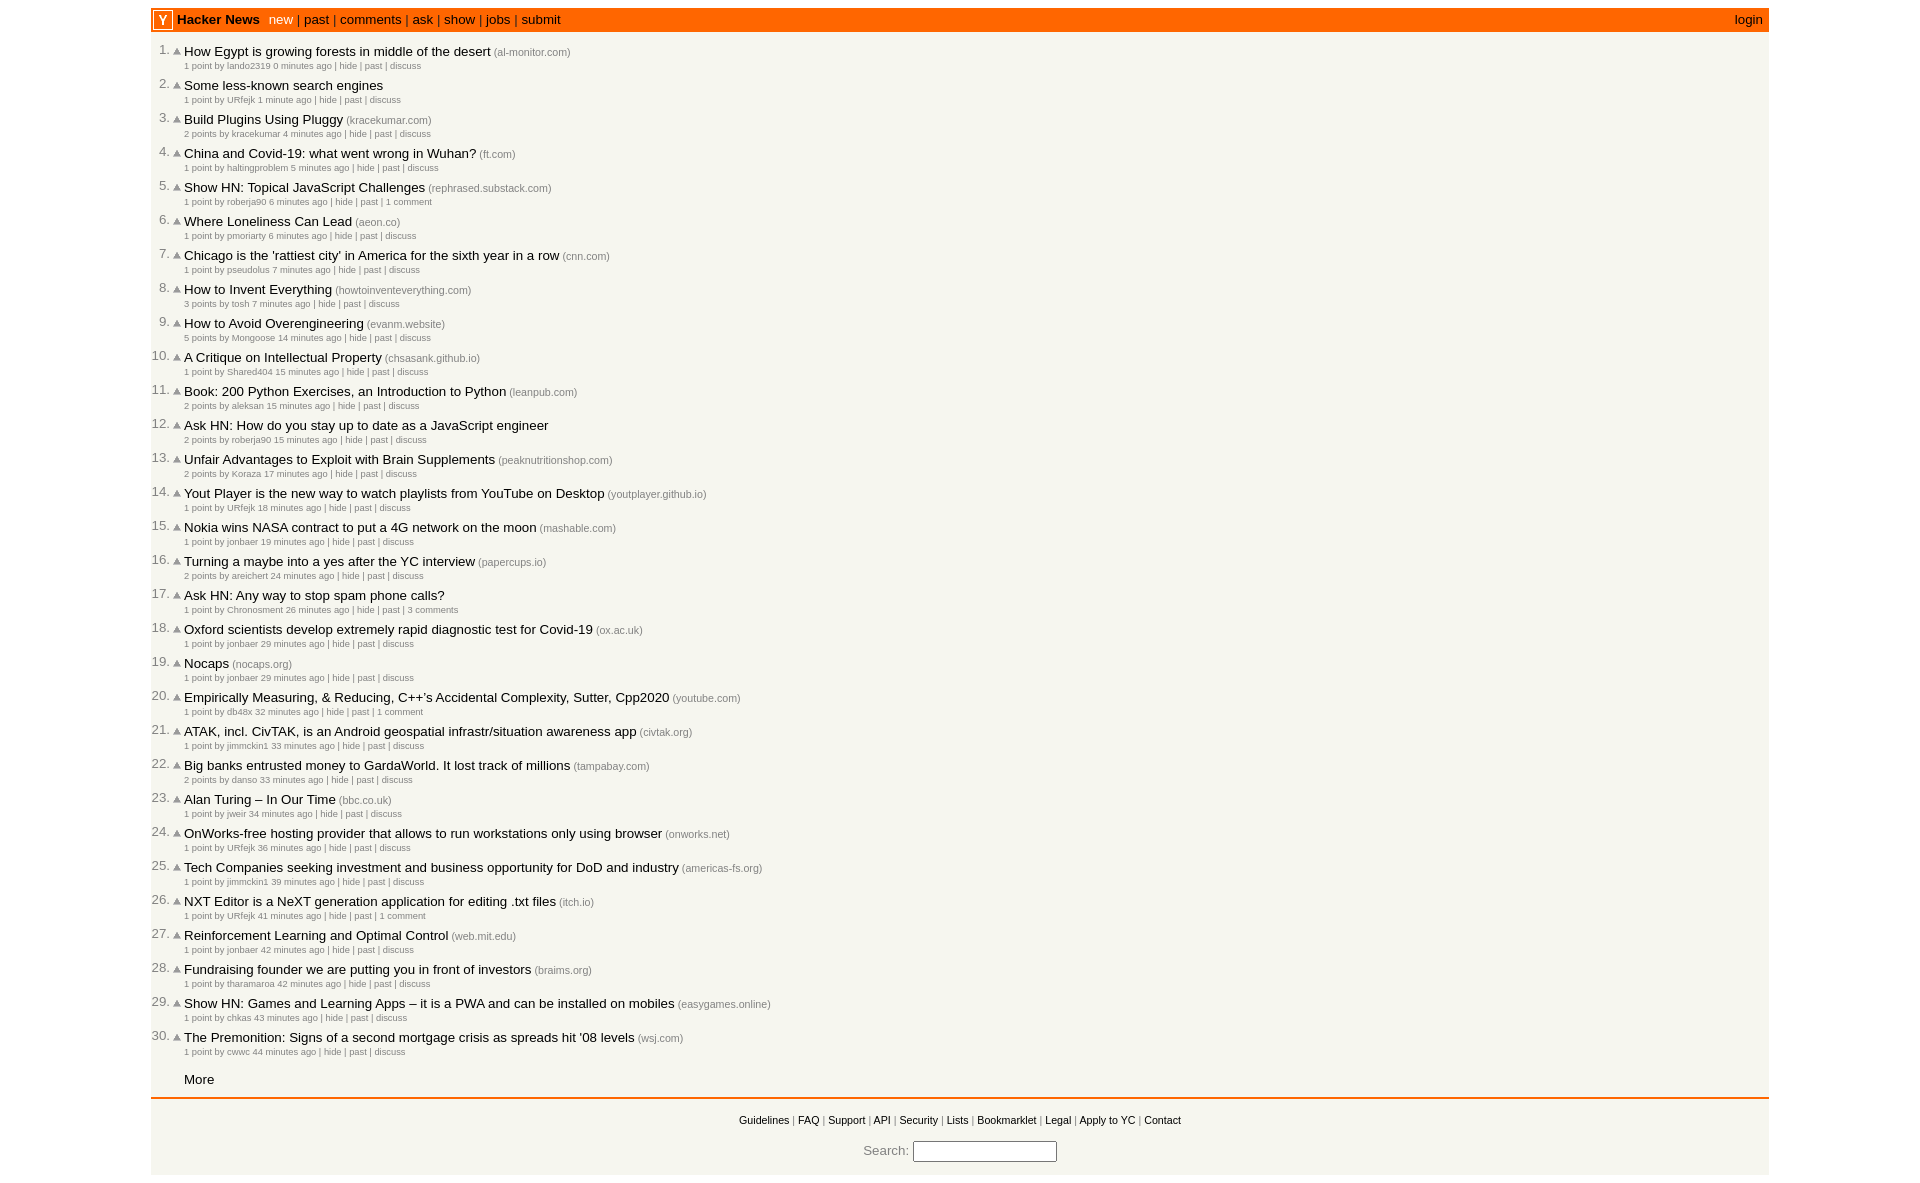 Y Hacker News new | past | comments | ask | show | jobs | submit login
1. ▲ How Egypt is growing forests in middle of the desert (al-monitor.com)
1 point by lando2319 0 minutes ago | hide | past | discuss
2. ▲ Some less-known search engines
1 point by URfejk 1 minute ago | hide | past | discuss
3. ▲ Build Plugins Using Pluggy (kracekumar.com)
2 points by kracekumar 4 minutes ago | hide | past | discuss
4. ▲ China and Covid-19: what went wrong in Wuhan? (ft.com)
1 point by haltingproblem 5 minutes ago | hide | past | discuss
5. ▲ Show HN: Topical JavaScript Challenges (rephrased.substack.com)
1 point by roberja90 6 minutes ago | hide | past | 1 comment
6. ▲ Where Loneliness Can Lead (aeon.co)
1 point by pmoriarty 6 minutes ago | hide | past | discuss
7. ▲ Chicago is the 'rattiest city' in America for the sixth year in a row (cnn.com)
1 point by pseudolus 7 minutes ago | hide | past | discuss
8. ▲ How to Invent Everything (howtoinventeverything.com)
3 points by tosh 7 minutes ago | hide | past | discuss
9. ▲ How to Avoid Overengineering (evanm.website)
5 points by Mongoose 14 minutes ago | hide | past | discuss
10. ▲ A Critique on Intellectual Property (chsasank.github.io)
1 point by Shared404 15 minutes ago | hide | past | discuss
11. ▲ Book: 200 Python Exercises, an Introduction to Python (leanpub.com)
2 points by aleksan 15 minutes ago | hide | past | discuss
12. ▲ Ask HN: How do you stay up to date as a JavaScript engineer
2 points by roberja90 15 minutes ago | hide | past | discuss
13. ▲ Unfair Advantages to Exploit with Brain Supplements (peaknutritionshop.com)
2 points by Koraza 17 minutes ago | hide | past | discuss
14. ▲ Yout Player is the new way to watch playlists from YouTube on Desktop (youtplayer.github.io)
1 point by URfejk 18 minutes ago | hide | past | discuss
15. ▲ Nokia wins NASA contract to put a 4G network on the moon (mashable.com)
1 point by jonbaer 19 minutes ago | hide | past | discuss
16. ▲ Turning a maybe into a yes after the YC interview (papercups.io)
2 points by areichert 24 minutes ago | hide | past | discuss
17. ▲ Ask HN: Any way to stop spam phone calls?
1 point by Chronosment 26 minutes ago | hide | past | 3 comments
18. ▲ Oxford scientists develop extremely rapid diagnostic test for Covid-19 (ox.ac.uk)
1 point by jonbaer 29 minutes ago | hide | past | discuss
19. ▲ Nocaps (nocaps.org)
1 point by jonbaer 29 minutes ago | hide | past | discuss
20. ▲ Empirically Measuring, & Reducing, C++'s Accidental Complexity, Sutter, Cpp2020 (youtube.com)
1 point by db48x 32 minutes ago | hide | past | 1 comment
21. ▲ ATAK, incl. CivTAK, is an Android geospatial infrastr/situation awareness app (civtak.org)
1 point by jimmckin1 33 minutes ago | hide | past | discuss
22. ▲ Big banks entrusted money to GardaWorld. It lost track of millions (tampabay.com)
2 points by danso 33 minutes ago | hide | past | discuss
23. ▲ Alan Turing – In Our Time (bbc.co.uk)
1 point by jweir 34 minutes ago | hide | past | discuss
24. ▲ OnWorks-free hosting provider that allows to run workstations only using browser (onworks.net)
1 point by URfejk 36 minutes ago | hide | past | discuss
25. ▲ Tech Companies seeking investment and business opportunity for DoD and industry (americas-fs.org)
1 point by jimmckin1 39 minutes ago | hide | past | discuss
26. ▲ NXT Editor is a NeXT generation application for editing .txt files (itch.io)
1 point by URfejk 41 minutes ago | hide | past | 1 comment
27. ▲ Reinforcement Learning and Optimal Control (web.mit.edu)
1 point by jonbaer 42 minutes ago | hide | past | discuss
28. ▲ Fundraising founder we are putting you in front of investors (braims.org)
1 point by tharamaroa 42 minutes ago | hide | past | discuss
29. ▲ Show HN: Games and Learning Apps – it is a PWA and can be installed on mobiles (easygames.online)
1 point by chkas 43 minutes ago | hide | past | discuss
30. ▲ The Premonition: Signs of a second mortgage crisis as spreads hit '08 levels (wsj.com)
1 point by cwwc 44 minutes ago | hide | past | discuss
More
Guidelines | FAQ | Support | API | Security | Lists | Bookmarklet | Legal | Apply to YC | Contact
Search: